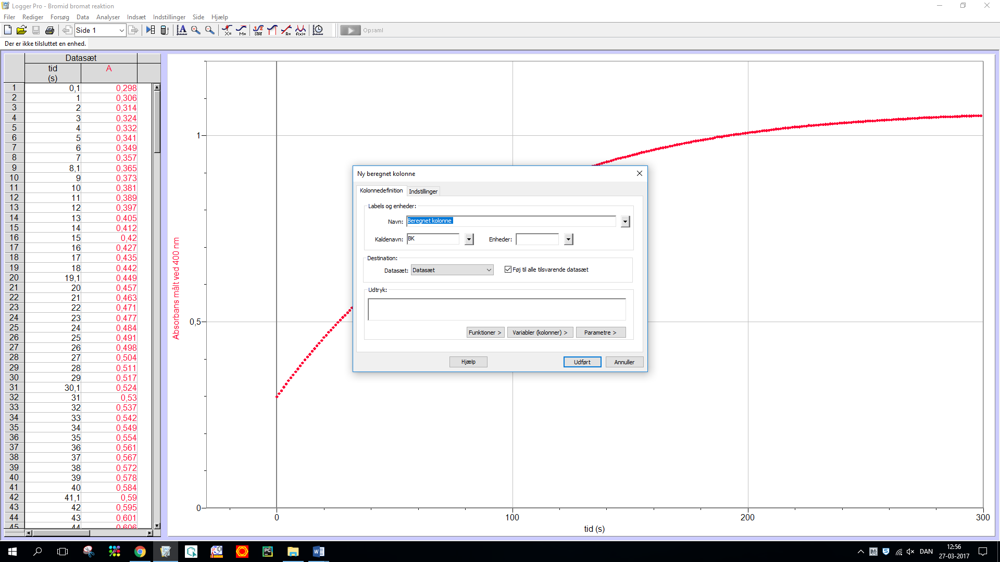 Logger Pro - Bromid bromat reaktion
Filer Rediger Forsøg Data Analyser Indsæt Indstillinger Side Hjælp
Side 1
X= M= 1/2 STAT R= f(x)=
Opsaml
Der er ikke tilsluttet en enhed.
Datasæt
tid A
(s)
1 0,1 0,298
2 1 0,306
3 2 0,314
4 3 0,324
5 4 0,332
6 5 0,341
7 6 0,349
8 7 0,357
9 8,1 0,365
10 9 0,373
11 10 0,381
12 11 0,389
13 12 0,397
14 13 0,405
15 14 0,412
16 15 0,42
17 16 0,427
18 17 0,435
19 18 0,442
20 19,1 0,449
21 20 0,457
22 21 0,463
23 22 0,471
24 23 0,477
25 24 0,484
26 25 0,491
27 26 0,498
28 27 0,504
29 28 0,511
30 29 0,517
31 30,1 0,524
32 31 0,53
33 32 0,537
34 33 0,542
35 34 0,549
36 35 0,554
37 36 0,561
38 37 0,567
39 38 0,572
40 39 0,578
41 40 0,584
42 41,1 0,59
43 42 0,595
44 43 0,601
45 44 0,606
Absorbans målt ved 400 nm
1
0,5
0
0 100 200 300
tid (s)
Ny beregnet kolonne
Kolonnedefinition Indstillinger
Labels og enheder:
Navn: Beregnet kolonne
Kaldenavn: BK Enheder:
Destination:
Datasæt: Datasæt Føj til alle tilsvarende datasæt
Udtryk:
Funktioner > Variabler (kolonner) > Parametre >
Hjælp Udført Annuller
PC
DAN
12:56
27-03-2017